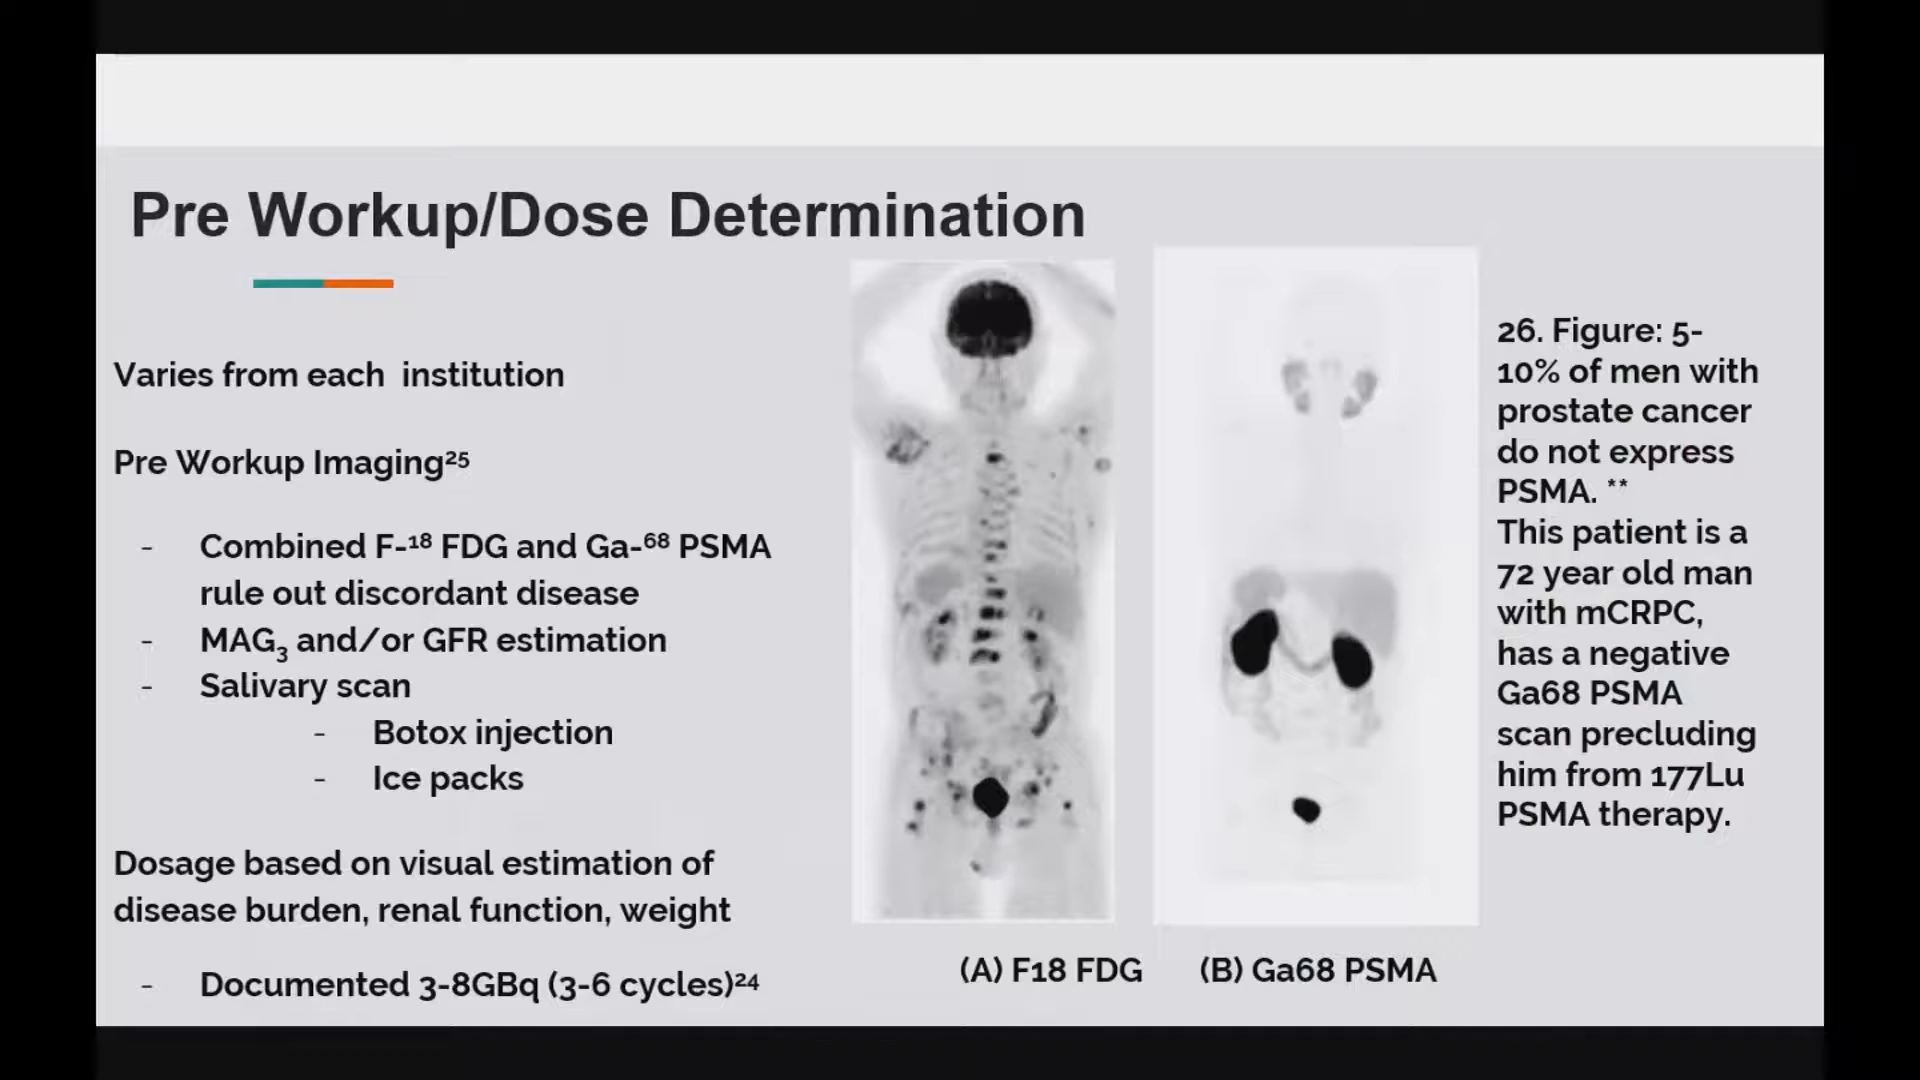 Pre Workup/Dose Determination
Varies from each institution
Pre Workup Imaging²⁵
- Combined F-¹⁸ FDG and Ga-⁶⁸ PSMA
rule out discordant disease
- MAG₃ and/or GFR estimation
- Salivary scan
- Botox injection
- Ice packs
Dosage based on visual estimation of
disease burden, renal function, weight
- Documented 3-8GBq (3-6 cycles)²⁴
(A) F18 FDG
(B) Ga68 PSMA
26. Figure: 5-
10% of men with
prostate cancer
do not express
PSMA. **
This patient is a
72 year old man
with mCRPC,
has a negative
Ga68 PSMA
scan precluding
him from 177Lu
PSMA therapy.